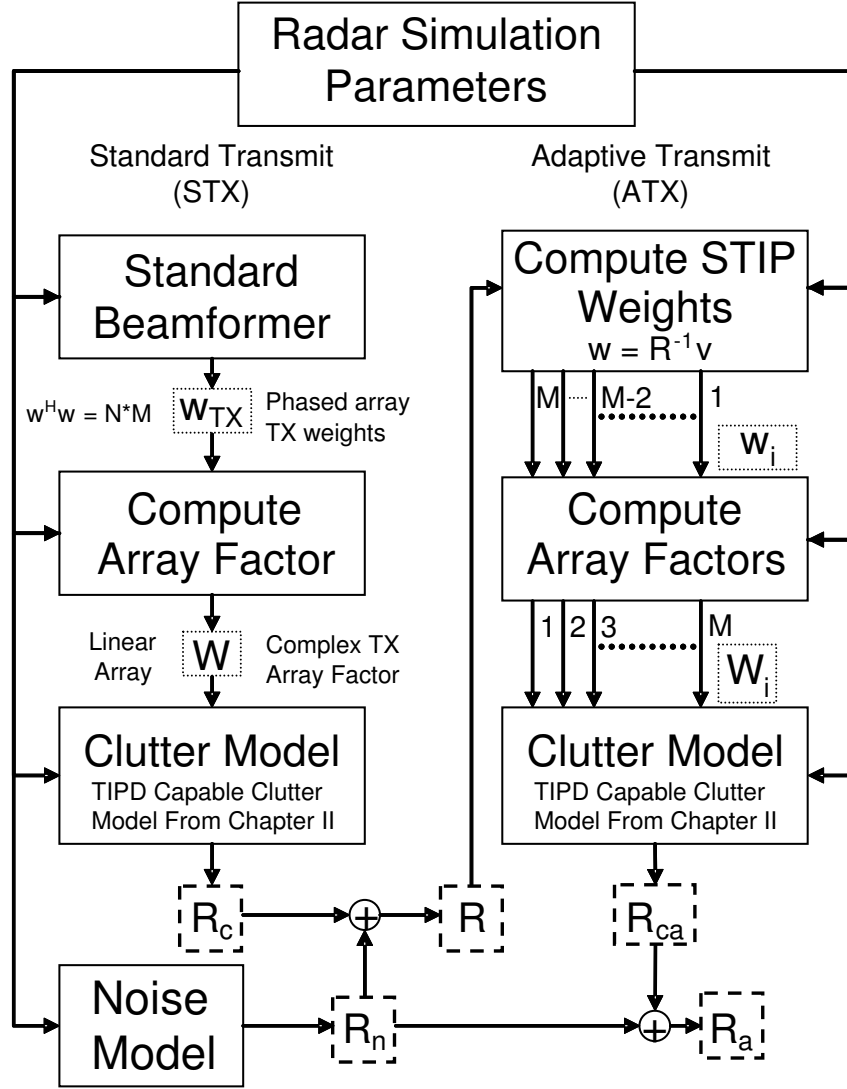 Radar Simulation
Parameters
Standard Transmit
(STX)
Adaptive Transmit
(ATX)
Standard
Beamformer
Compute STIP
Weights
w = R⁻¹v
wᴴw = N*M
w_TX
Phased array
TX weights
M
M-2
1
w_i
Compute
Array Factor
Compute
Array Factors
Linear
Array
W
Complex TX
Array Factor
1
2
3
M
W_i
Clutter Model
TIPD Capable Clutter
Model From Chapter II
Clutter Model
TIPD Capable Clutter
Model From Chapter II
R_c
+
R
R_ca
Noise
Model
R_n
+
R_a